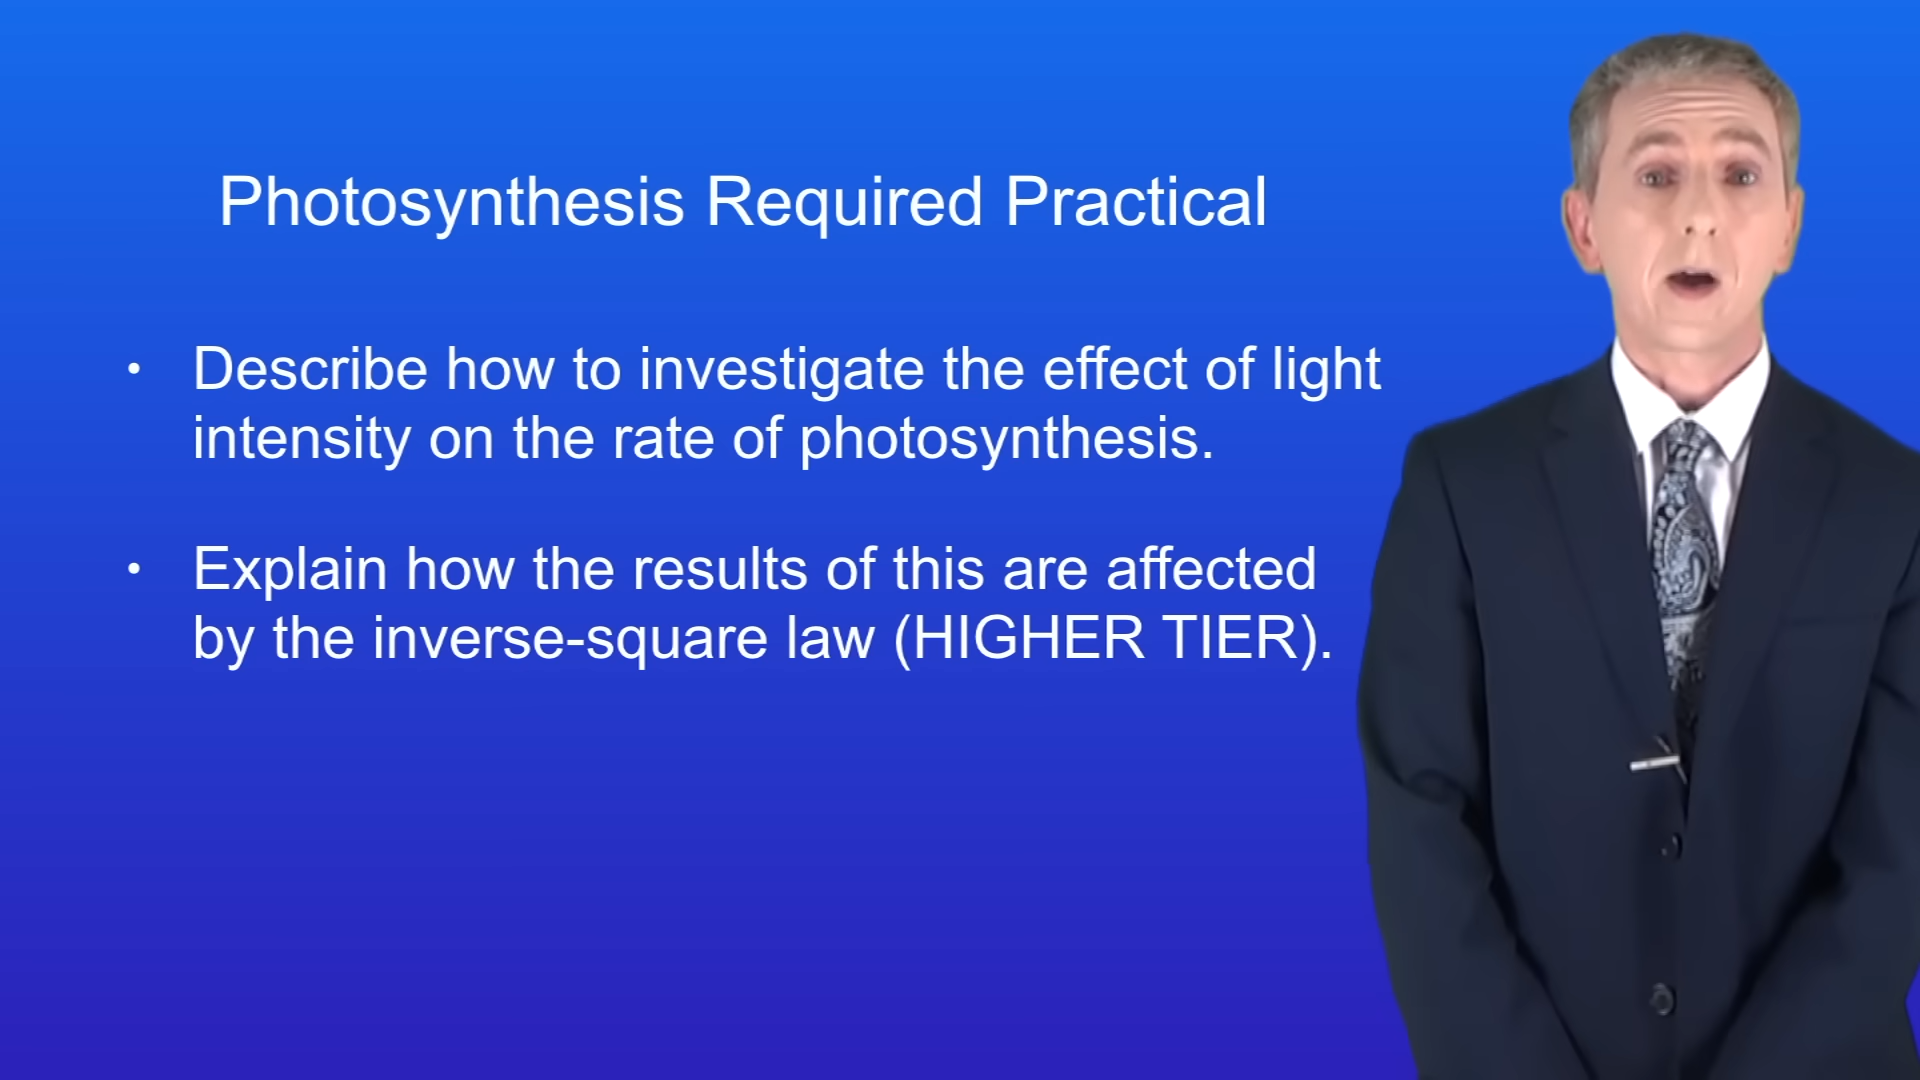 Photosynthesis Required Practical
• Describe how to investigate the effect of light
intensity on the rate of photosynthesis.
• Explain how the results of this are affected
by the inverse-square law (HIGHER TIER).